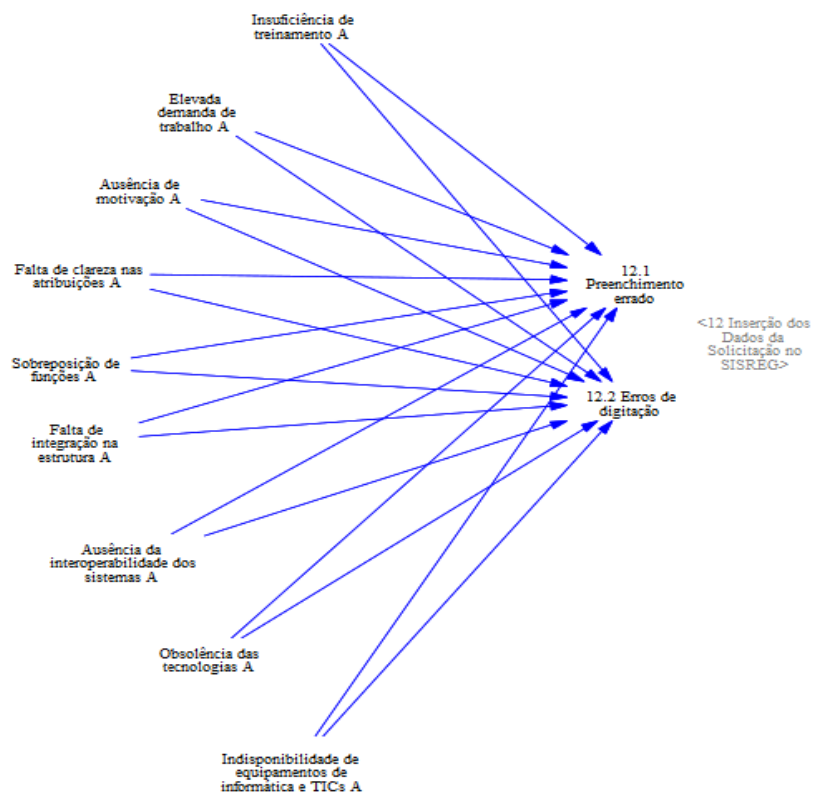 Insuficiência de
treinamento A
Elevada
demanda de
trabalho A
Ausência de
motivação A
Falta de clareza nas
atribuições A
Sobreposição de
funções A
Falta de
integração na
estrutura A
Ausência da
interoperabilidade dos
sistemas A
Obsolência das
tecnologias A
Indisponibilidade de
equipamentos de
informática e TICs A
12.1
Preenchimento
errado
12.2 Erros de
digitação
<12 Inserção dos
Dados da
Solicitação no
SISREG>